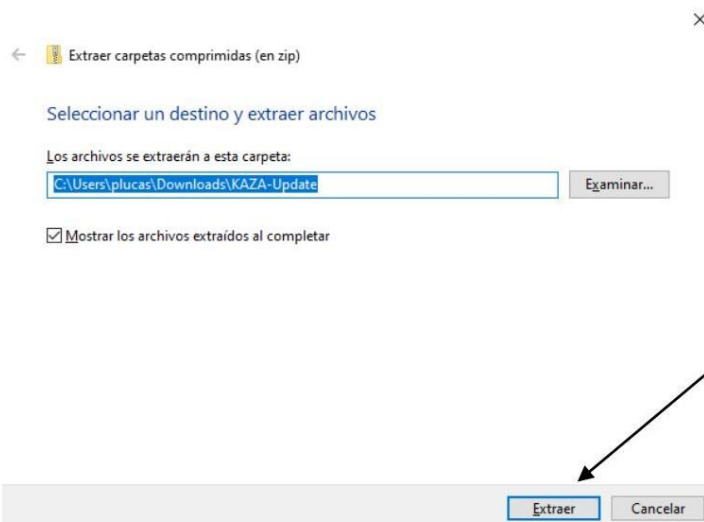 Extraer carpetas comprimidas (en zip)
Seleccionar un destino y extraer archivos
Los archivos se extraerán a esta carpeta:
C:\Users\plucas\Downloads\KAZA-Update
Examinar...
Mostrar los archivos extraídos al completar
Extraer Cancelar